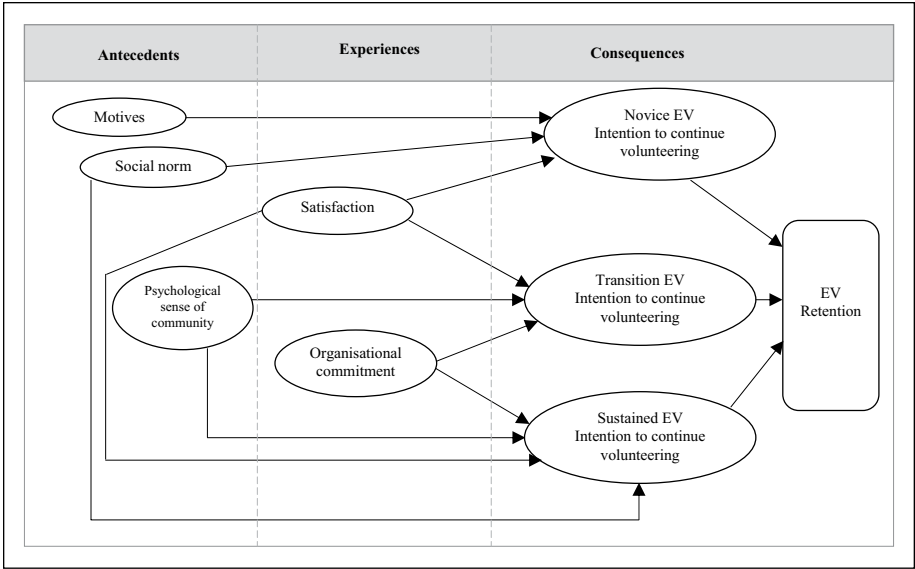 Antecedents
Experiences
Consequences
Motives
Social norm
Satisfaction
Psychological
sense of
community
Organisational
commitment
Novice EV
Intention to continue
volunteering
Transition EV
Intention to continue
volunteering
Sustained EV
Intention to continue
volunteering
EV
Retention